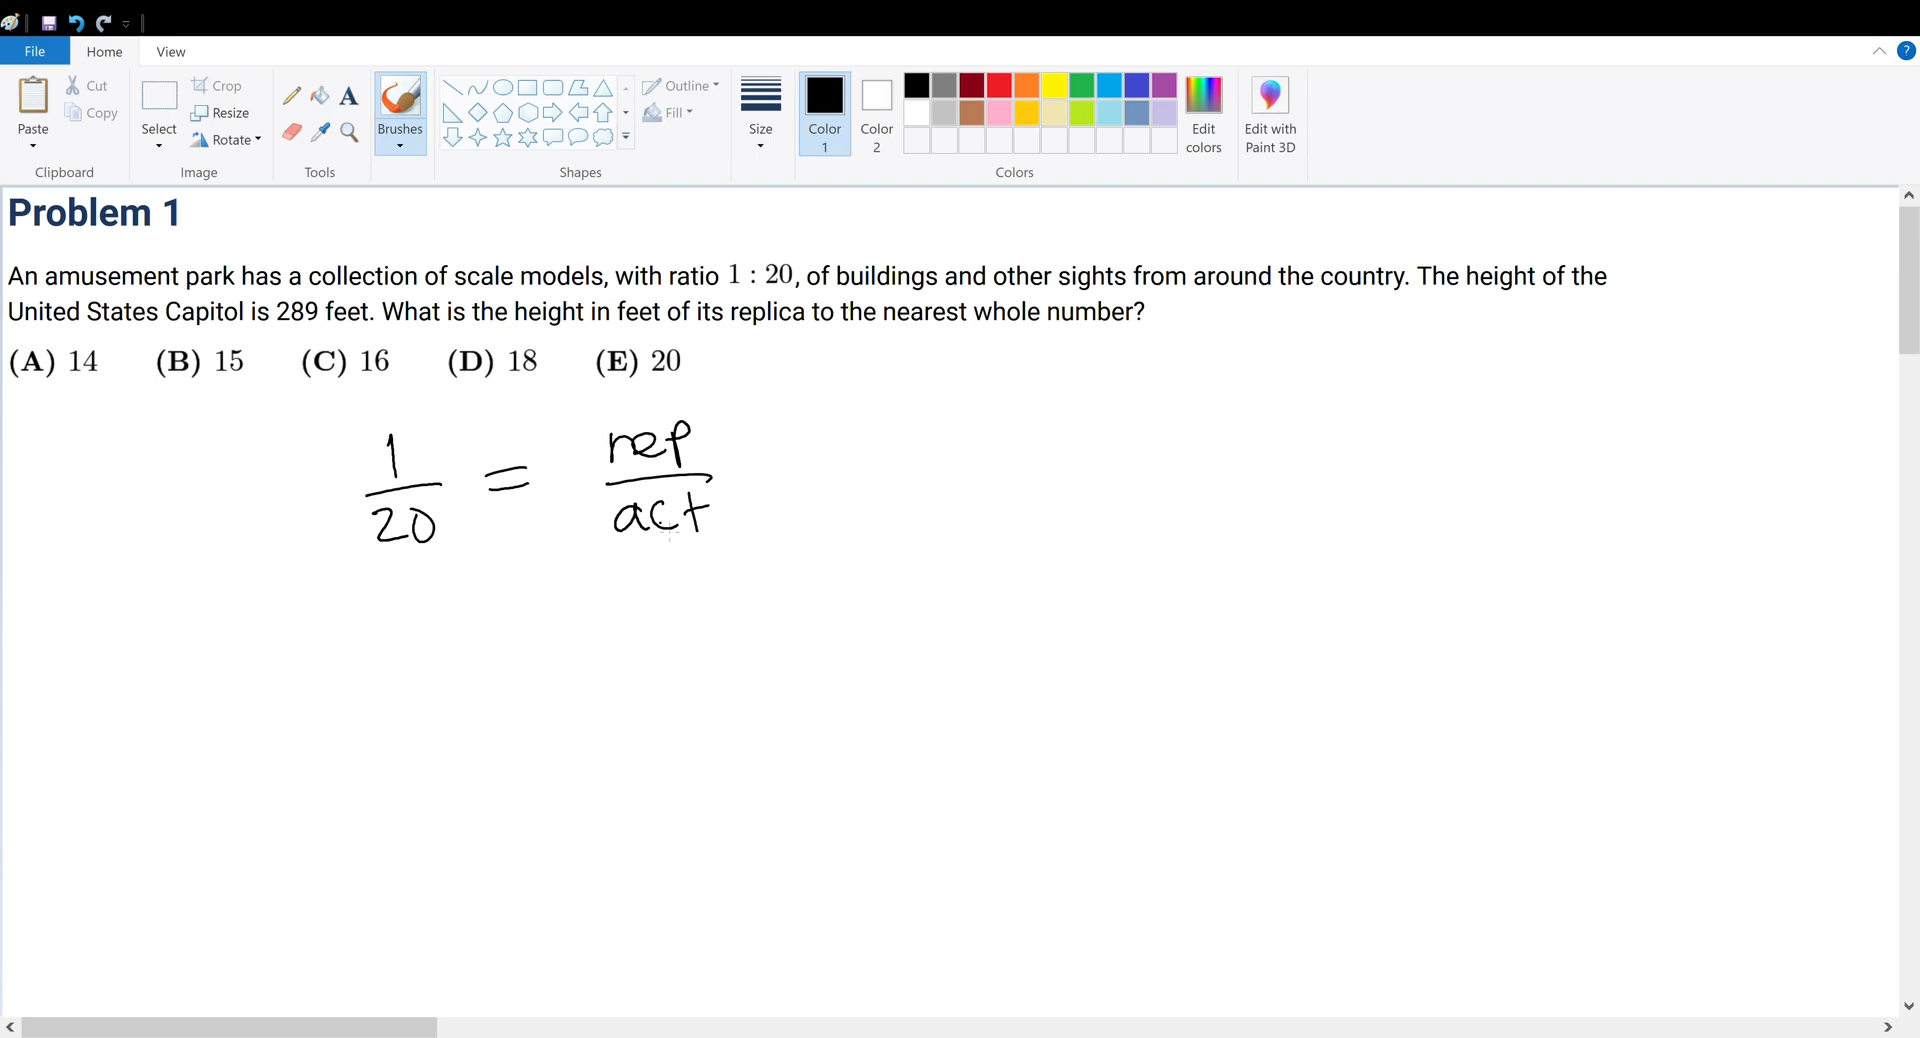 File Home View
Paste
Cut
Copy
Clipboard
Select
Crop
Resize
Rotate
Image
A
Tools
Brushes
Shapes
Outline
Fill
Size
Color 1
Color 2
Colors
Edit colors
Edit with Paint 3D
?
Problem 1
An amusement park has a collection of scale models, with ratio 1 : 20, of buildings and other sights from around the country. The height of the
United States Capitol is 289 feet. What is the height in feet of its replica to the nearest whole number?
(A) 14 (B) 15 (C) 16 (D) 18 (E) 20
1 rep
=
20 act